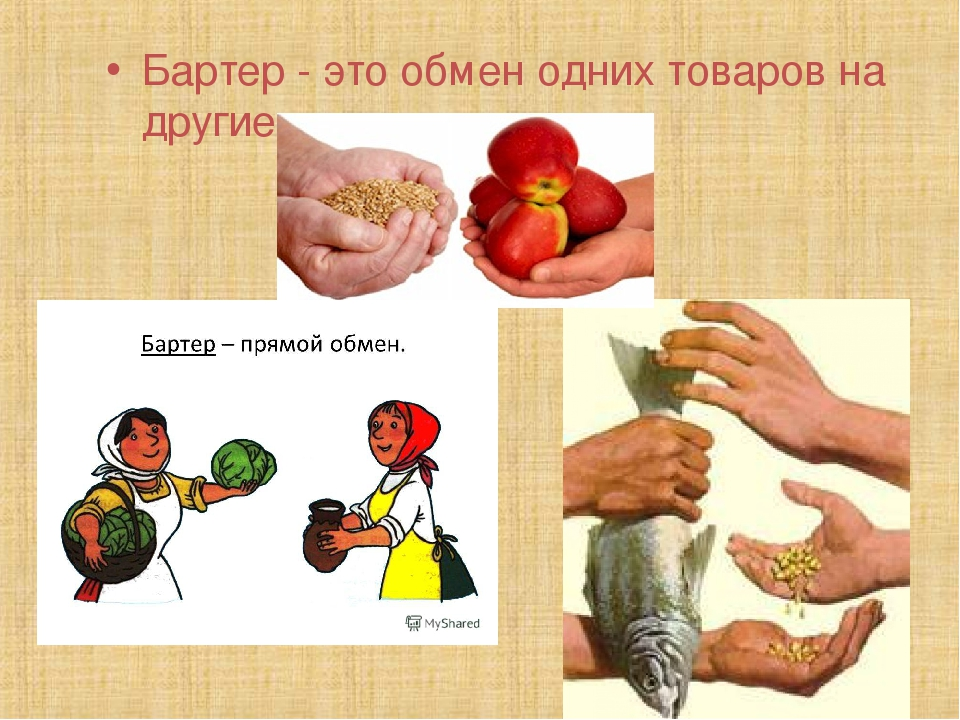 • Бартер - это обмен одних товаров на
другие
Бартер – прямой обмен.
MyShared